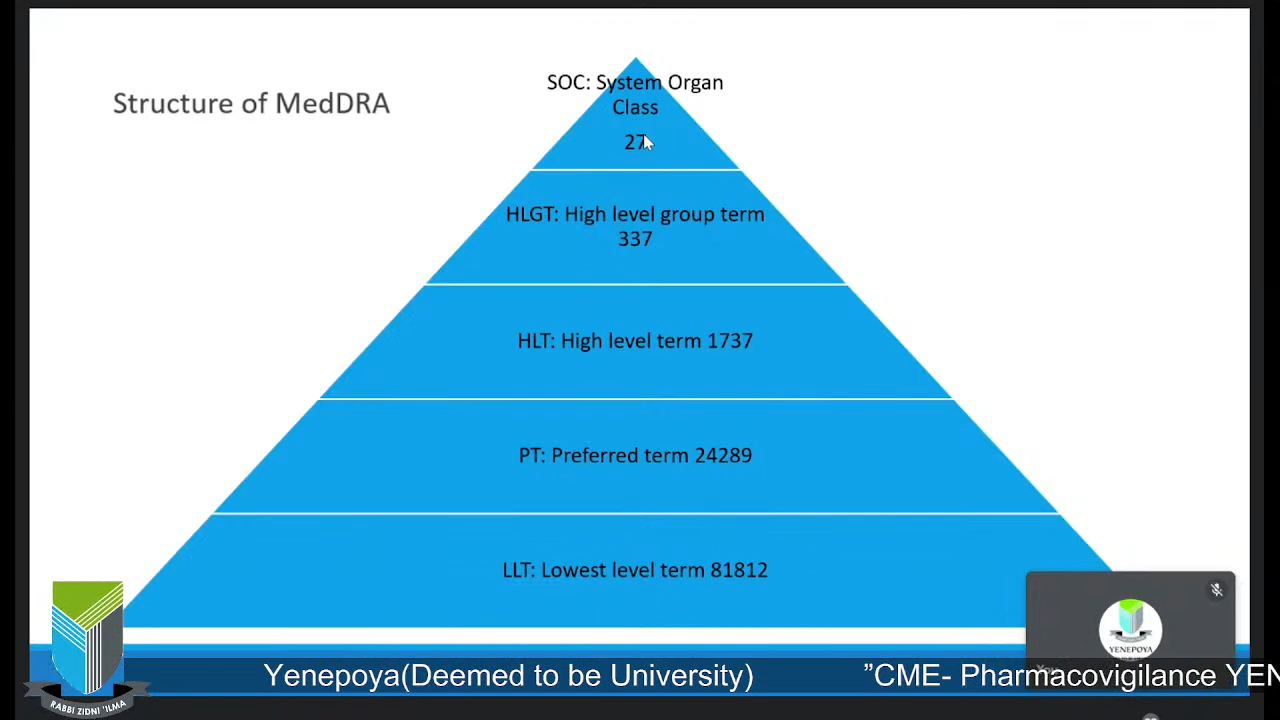 Structure of MedDRA
SOC: System Organ
Class
27
HLGT: High level group term
337
HLT: High level term 1737
PT: Preferred term 24289
LLT: Lowest level term 81812
YENEPOYA
You
Yenepoya(Deemed to be University)
”CME- Pharmacovigilance YEN
RABBI ZIDNI 'ILMA